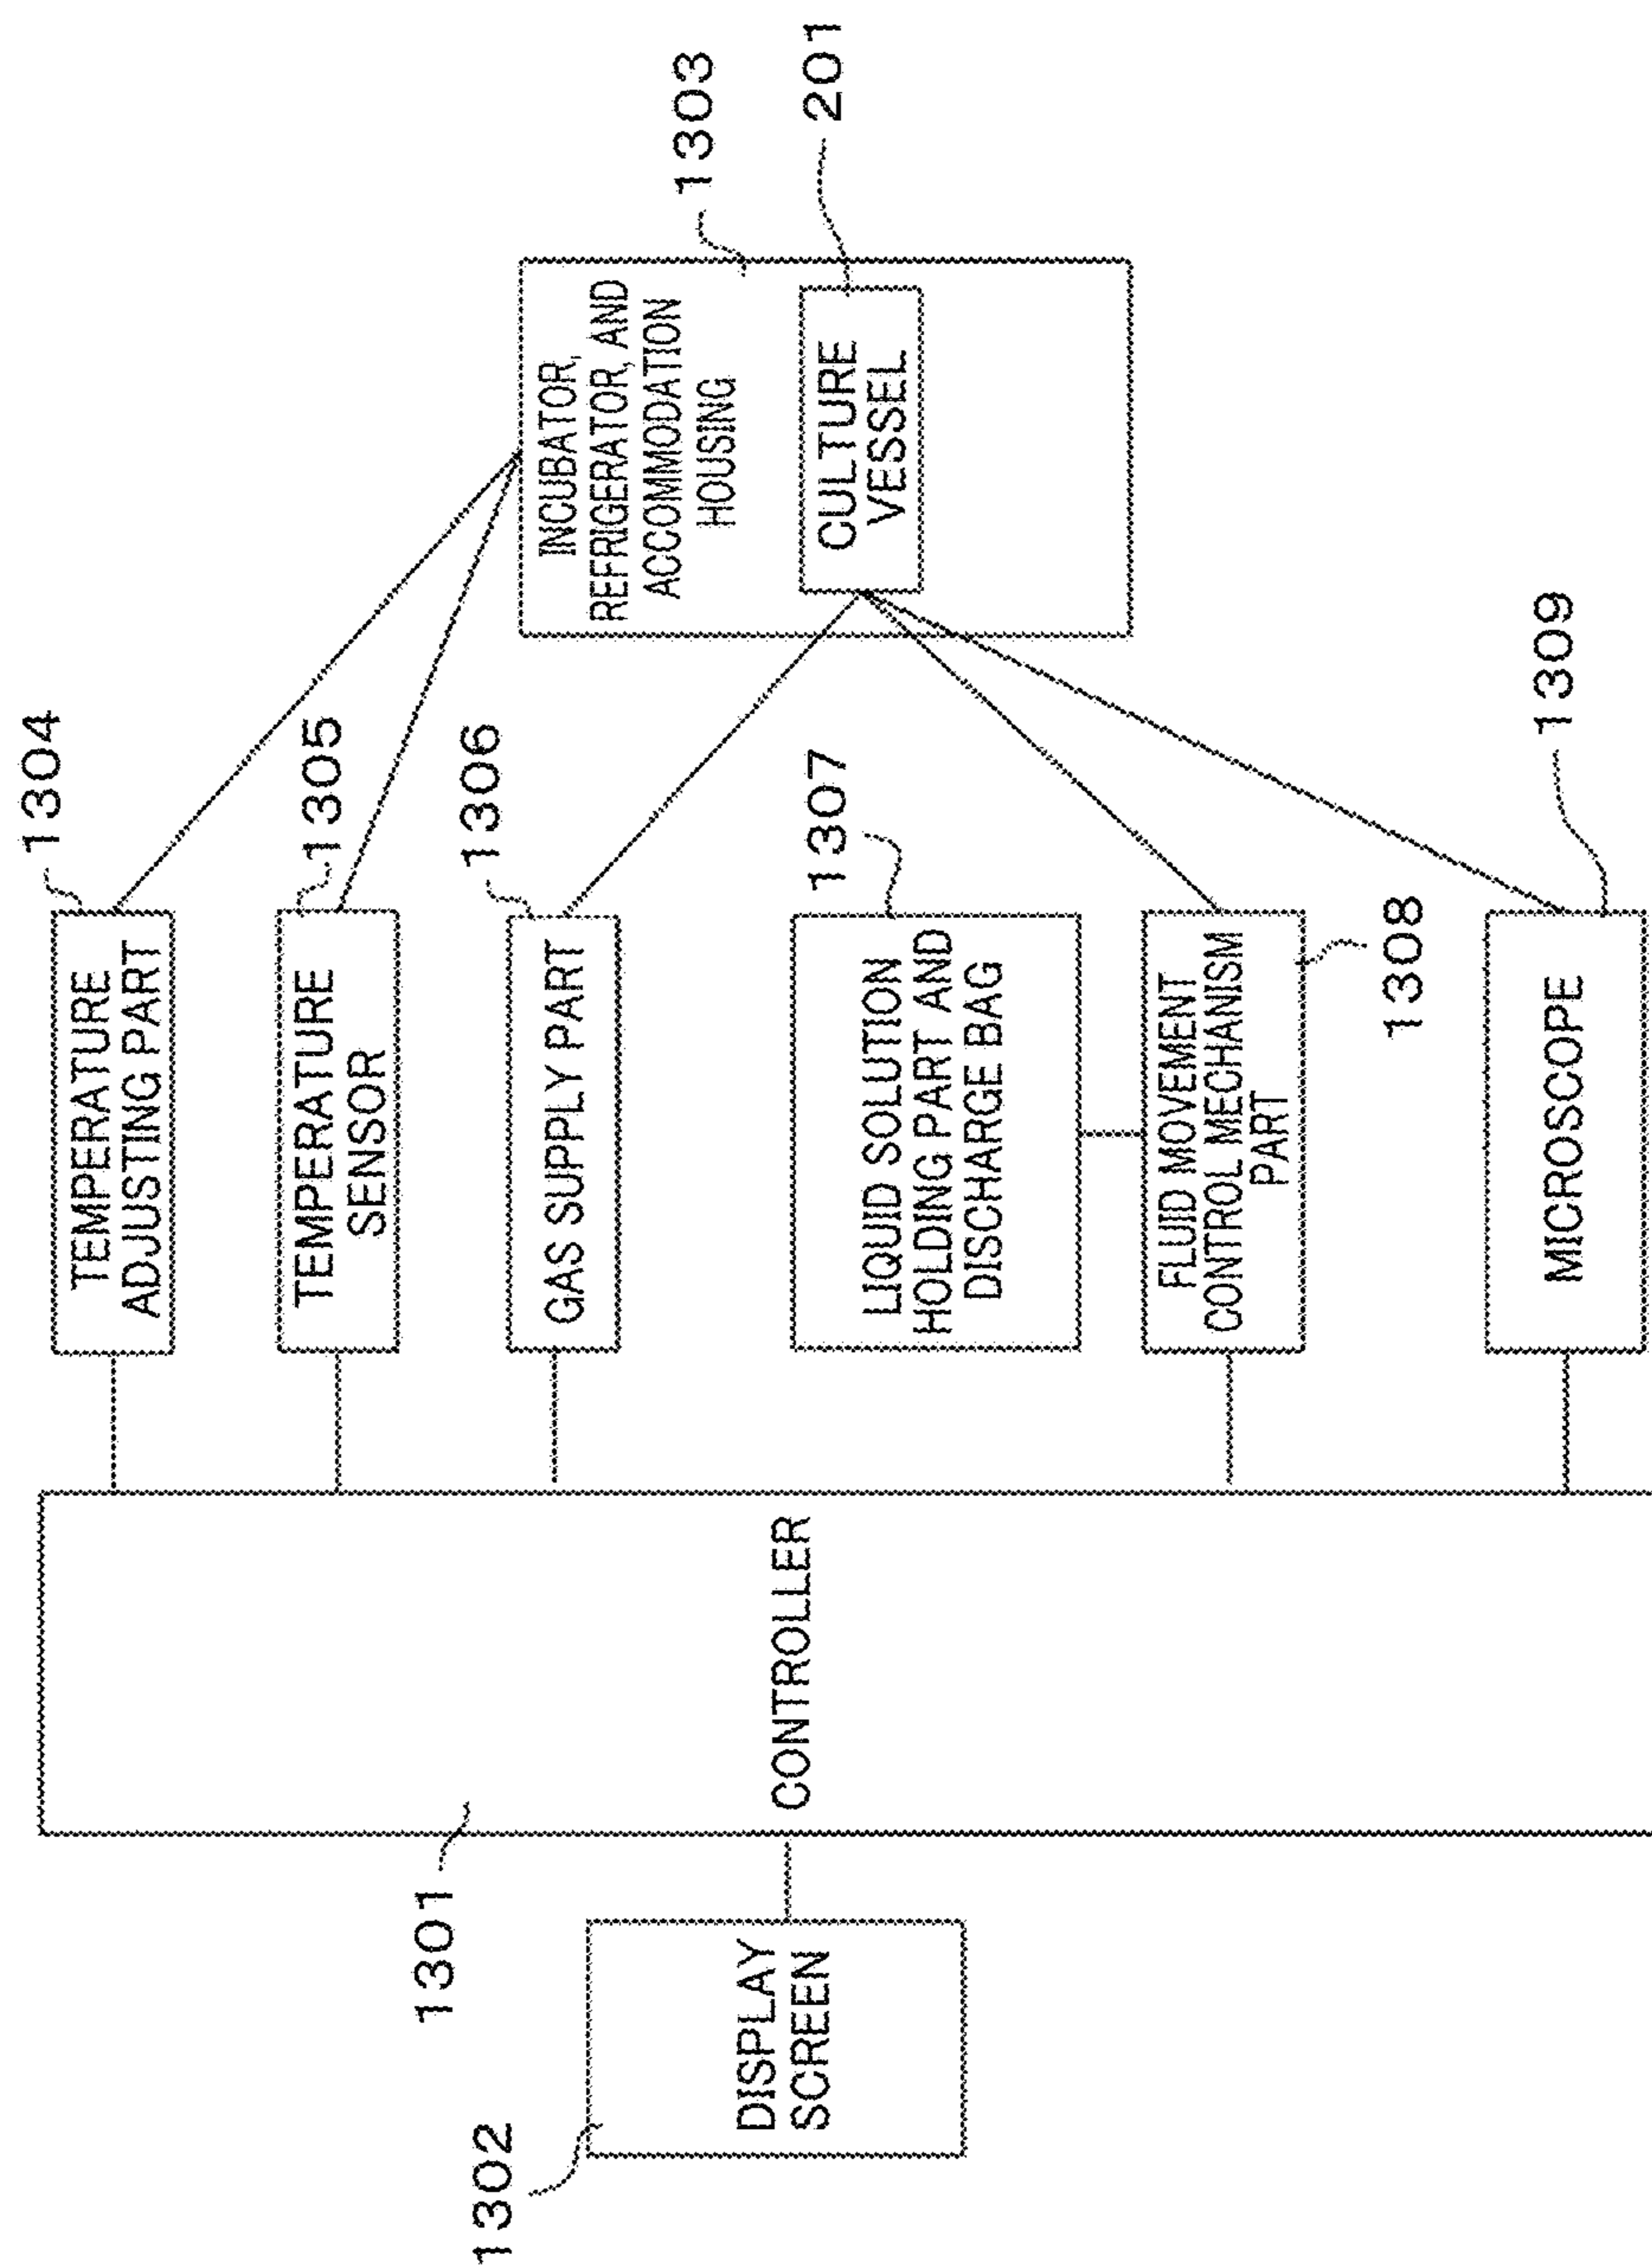 1304
TEMPERATURE
ADJUSTING PART
1305
TEMPERATURE
SENSOR
1306
GAS SUPPLY PART
1307
LIQUID SOLUTION
HOLDING PART AND
DISCHARGE BAG
FLUID MOVEMENT
CONTROL MECHANISM
PART
1308
MICROSCOPE
1309
1303
INCUBATOR,
REFRIGERATOR, AND
ACCOMMODATION
HOUSING
201
CULTURE
VESSEL
1301
CONTROLLER
1302
DISPLAY
SCREEN